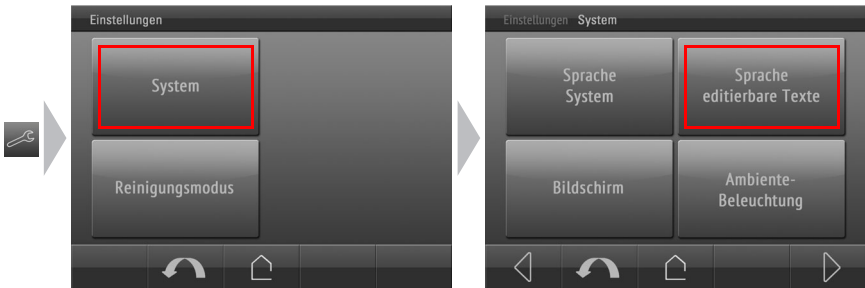 Einstellungen
System
Reinigungsmodus
Einstellungen System
Sprache
System
Sprache
editierbare Texte
Bildschirm
Ambiente-
Beleuchtung